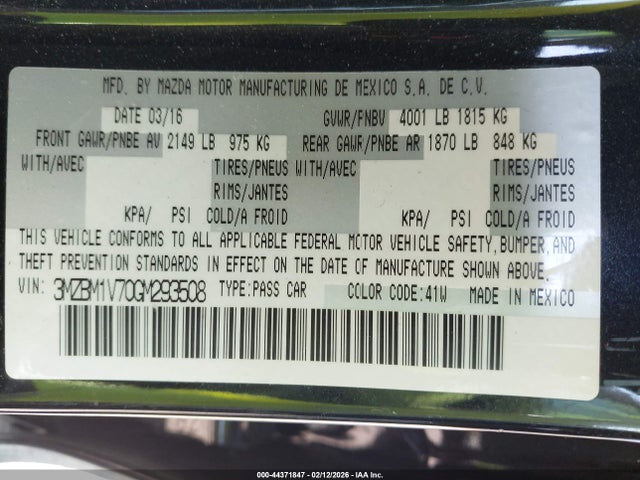 MFD. BY MAZDA MOTOR MANUFACTURING DE MEXICO S.A. DE C.V.
DATE 03/16 GVWR/PNBV 4001 LB 1815 KG
FRONT GAWR/PNBE AV 2149 LB 975 KG REAR GAWR/PNBE AR 1870 LB 848 KG
WITH/AVEC TIRES/PNEUS WITH/AVEC TIRES/PNEUS
RIMS/JANTES RIMS/JANTES
KPA/ PSI COLD/A FROID KPA/ PSI COLD/A FROID
THIS VEHICLE CONFORMS TO ALL APPLICABLE FEDERAL MOTOR VEHICLE SAFETY, BUMPER, AND
THEFT PREVENTION STANDARDS IN EFFECT ON THE DATE OF MANUFACTURE SHOWN ABOVE.
VIN: 3MZBM1V70GM293508 TYPE:PASS CAR COLOR CODE:41W MADE IN MEXICO
000-44371847 - 02/12/2026 - IAA Inc.